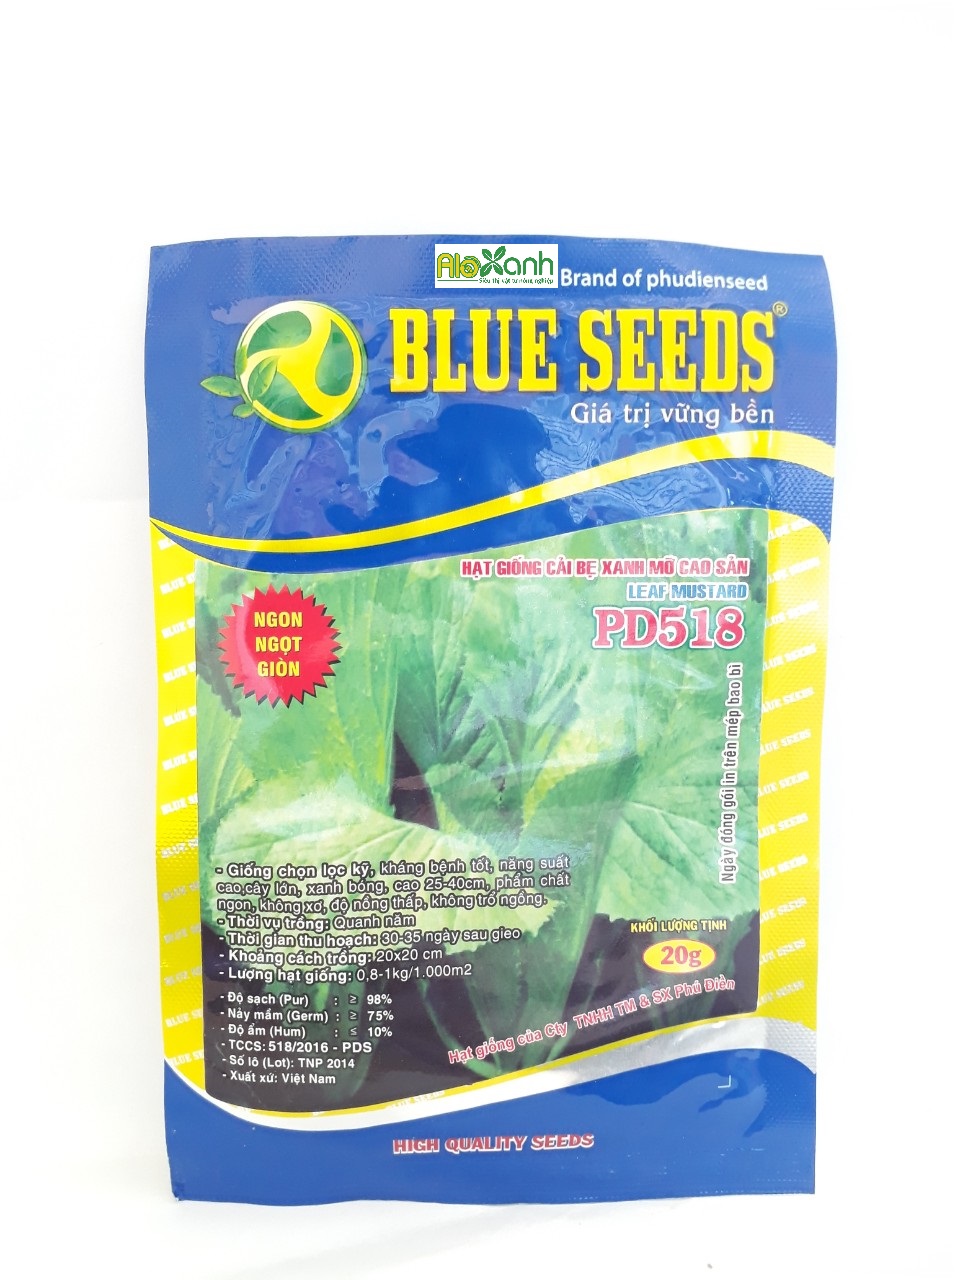 AloXanh
Siêu thị vật tư nông nghiệp
Brand of phudienseed
BLUE SEEDS®
Giá trị vững bền
HẠT GIỐNG CẢI BẸ XANH MỠ CAO SẢN
LEAF MUSTARD
PD518
NGON
NGỌT
GIÒN
Ngày đóng gói in trên mép bao bì
- Giống chọn lọc kỹ, kháng bệnh tốt, năng suất
cao,cây lớn, xanh bóng, cao 25-40cm, phẩm chất
ngon, không xơ, độ nồng thấp, không trổ ngồng.
- Thời vụ trồng: Quanh năm
- Thời gian thu hoạch: 30-35 ngày sau gieo
- Khoảng cách trồng: 20x20 cm
- Lượng hạt giống: 0,8-1kg/1.000m2
KHỐI LƯỢNG TỊNH
20g
- Độ sạch (Pur) : ≥ 98%
- Nảy mầm (Germ) : ≥ 75%
- Độ ẩm (Hum) : ≤ 10%
- TCCS: 518/2016 - PDS
- Số lô (Lot): TNP 2014
- Xuất xứ: Việt Nam
Hạt giống của Cty TNHH TM & SX Phú Điền
HIGH QUALITY SEEDS